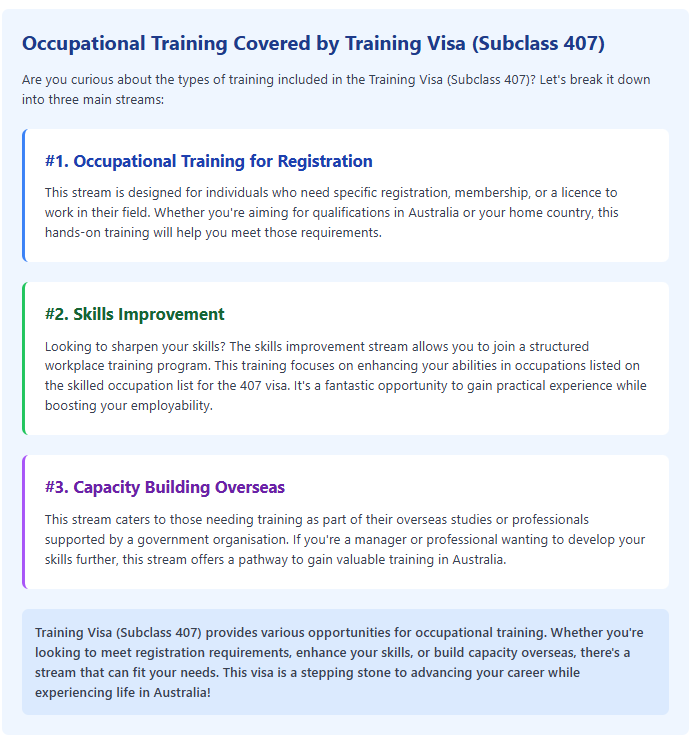 Occupational Training Covered by Training Visa (Subclass 407)
Are you curious about the types of training included in the Training Visa (Subclass 407)? Let's break it down
into three main streams:
#1. Occupational Training for Registration
This stream is designed for individuals who need specific registration, membership, or a licence to
work in their field. Whether you're aiming for qualifications in Australia or your home country, this
hands-on training will help you meet those requirements.
#2. Skills Improvement
Looking to sharpen your skills? The skills improvement stream allows you to join a structured
workplace training program. This training focuses on enhancing your abilities in occupations listed on
the skilled occupation list for the 407 visa. It's a fantastic opportunity to gain practical experience while
boosting your employability.
#3. Capacity Building Overseas
This stream caters to those needing training as part of their overseas studies or professionals
supported by a government organisation. If you're a manager or professional wanting to develop your
skills further, this stream offers a pathway to gain valuable training in Australia.
Training Visa (Subclass 407) provides various opportunities for occupational training. Whether you're
looking to meet registration requirements, enhance your skills, or build capacity overseas, there's a
stream that can fit your needs. This visa is a stepping stone to advancing your career while
experiencing life in Australia!